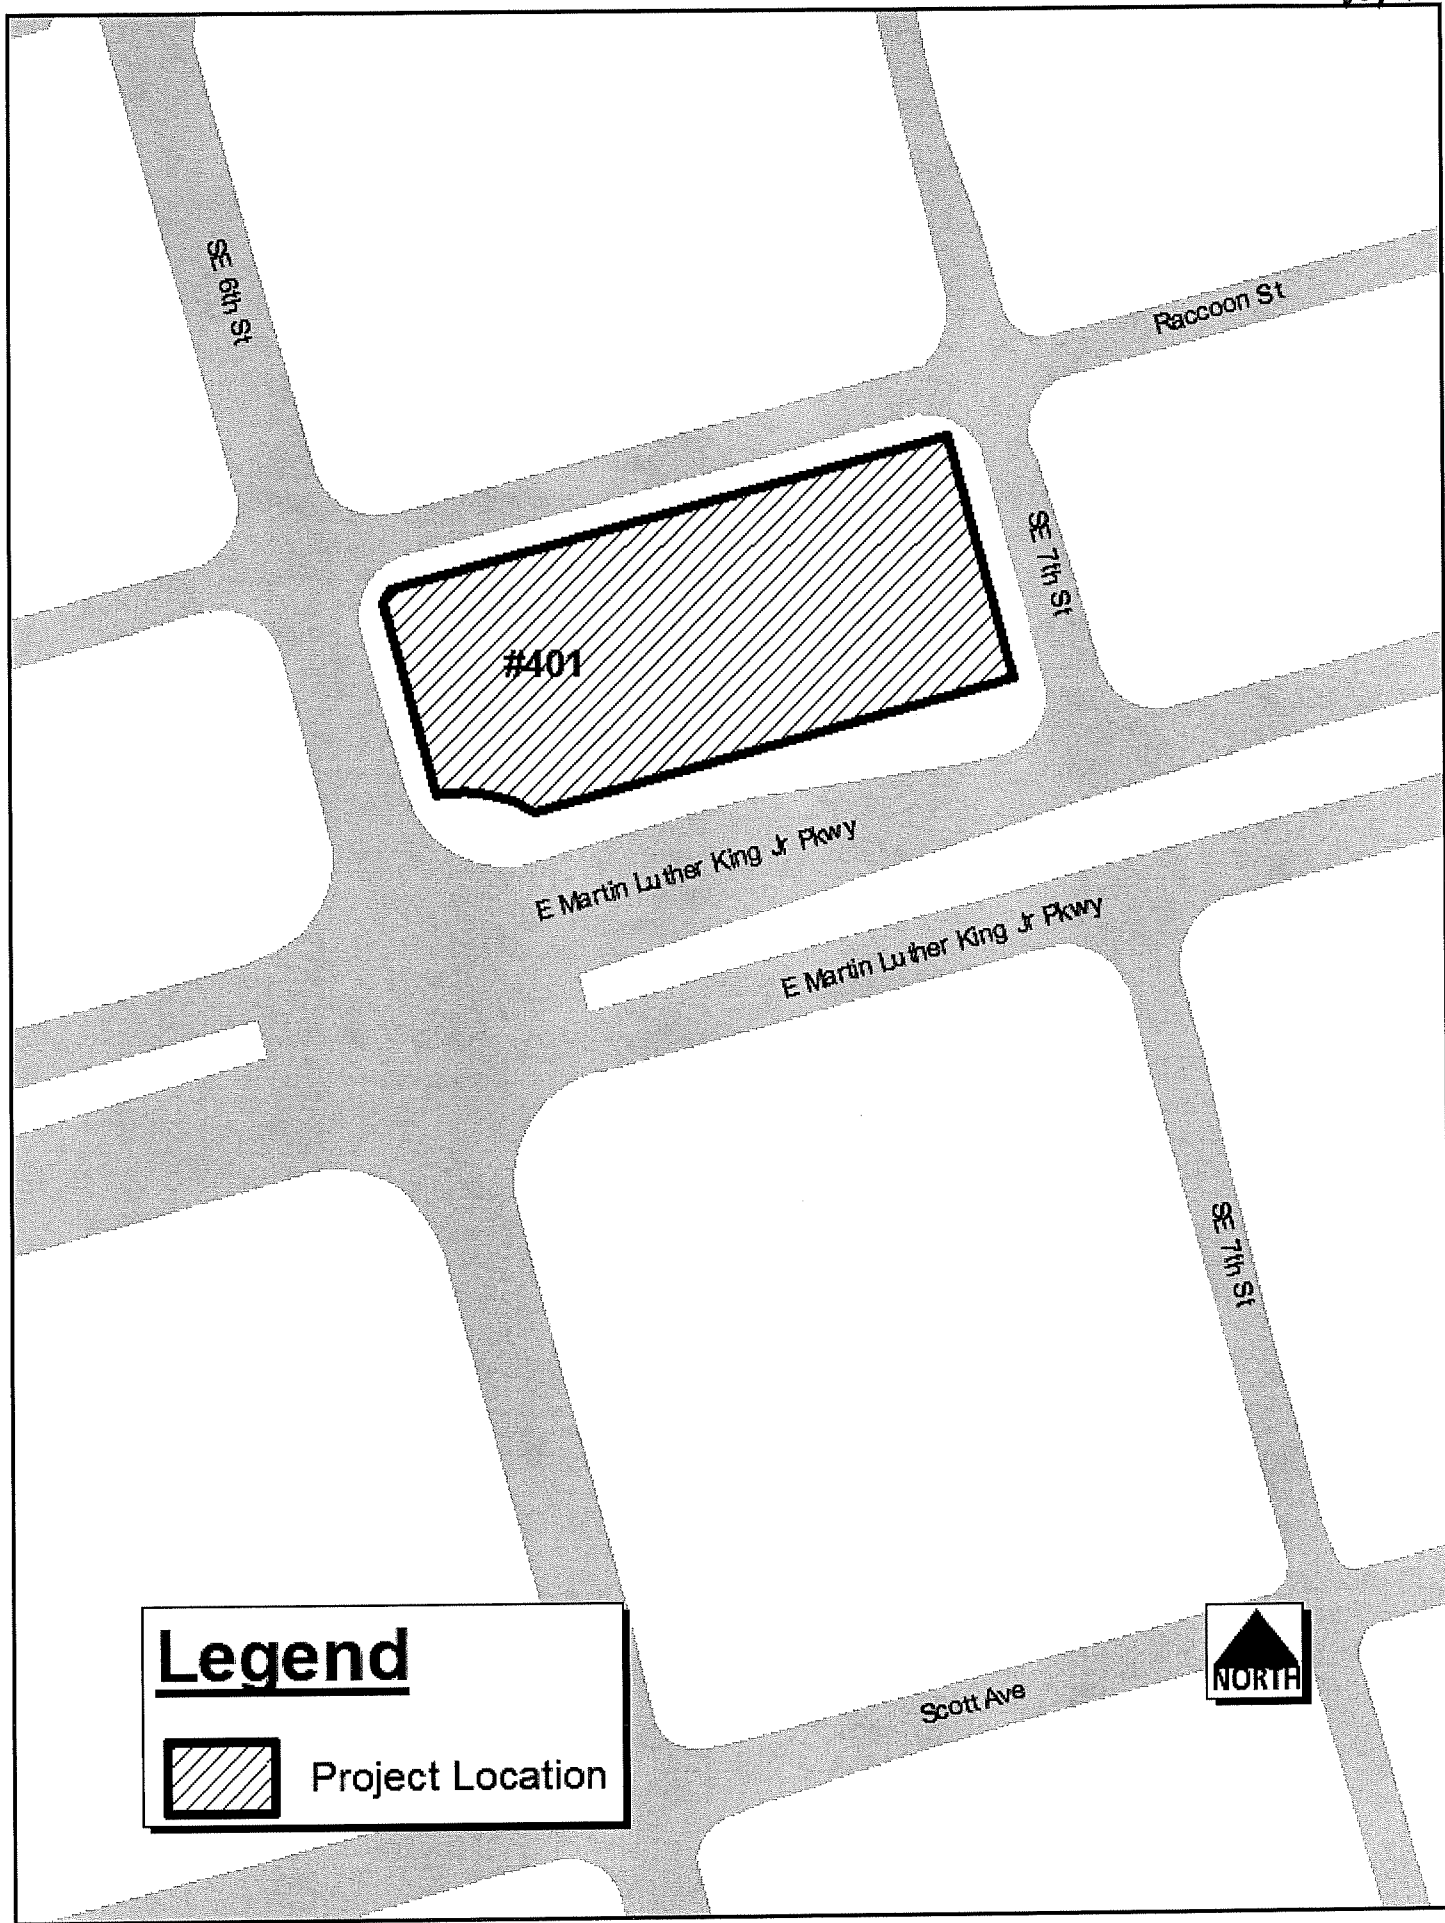 SE 6th St
Raccoon St
SE 7th St
#401
E Martin Luther King Jr Pkwy
E Martin Luther King Jr Pkwy
SE 7th St
Legend
Project Location
Scott Ave
NORTH